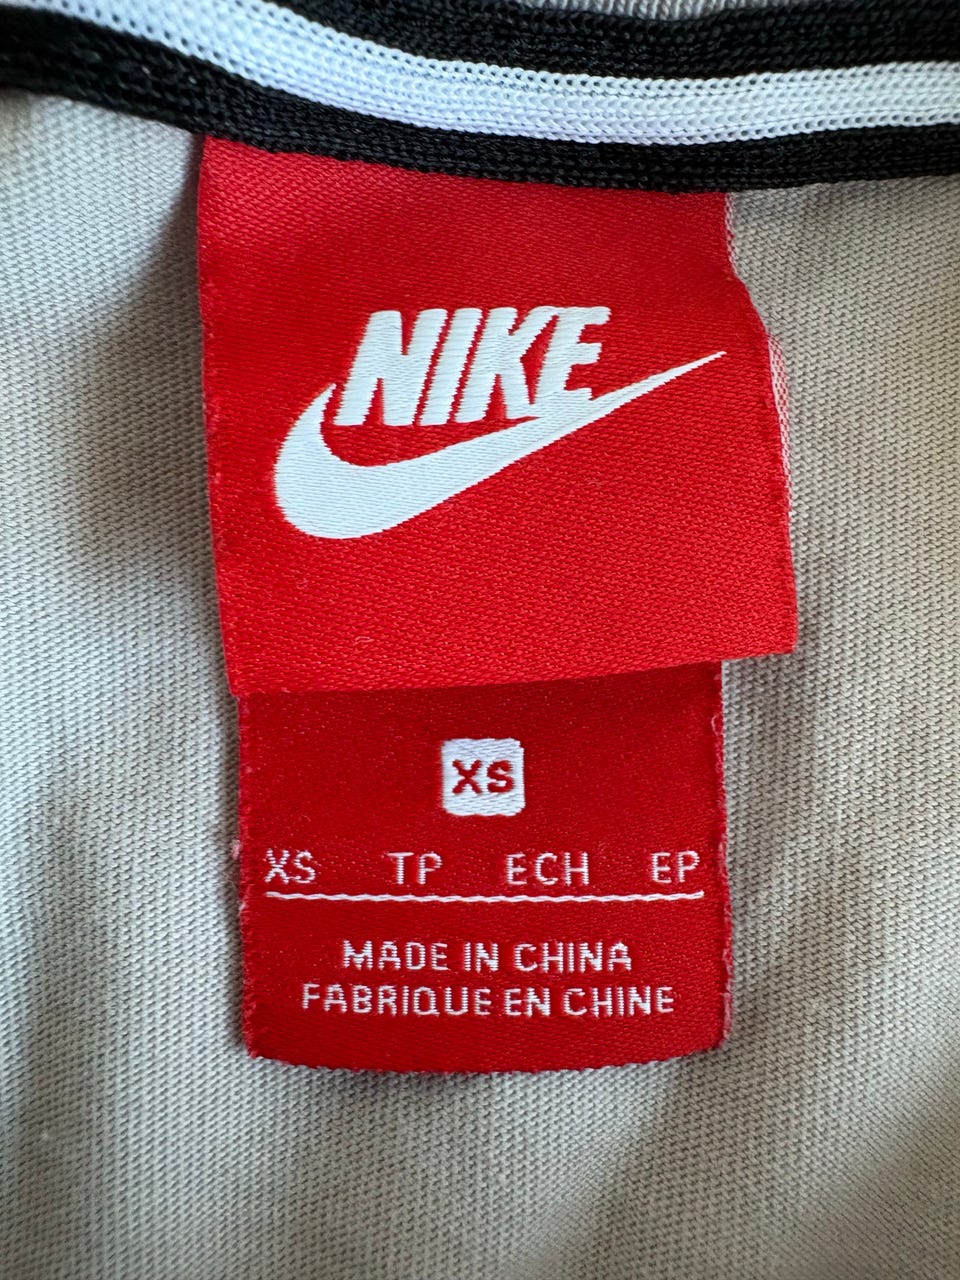 NIKE
XS
XS TP ECH EP
MADE IN CHINA
FABRIQUE EN CHINE